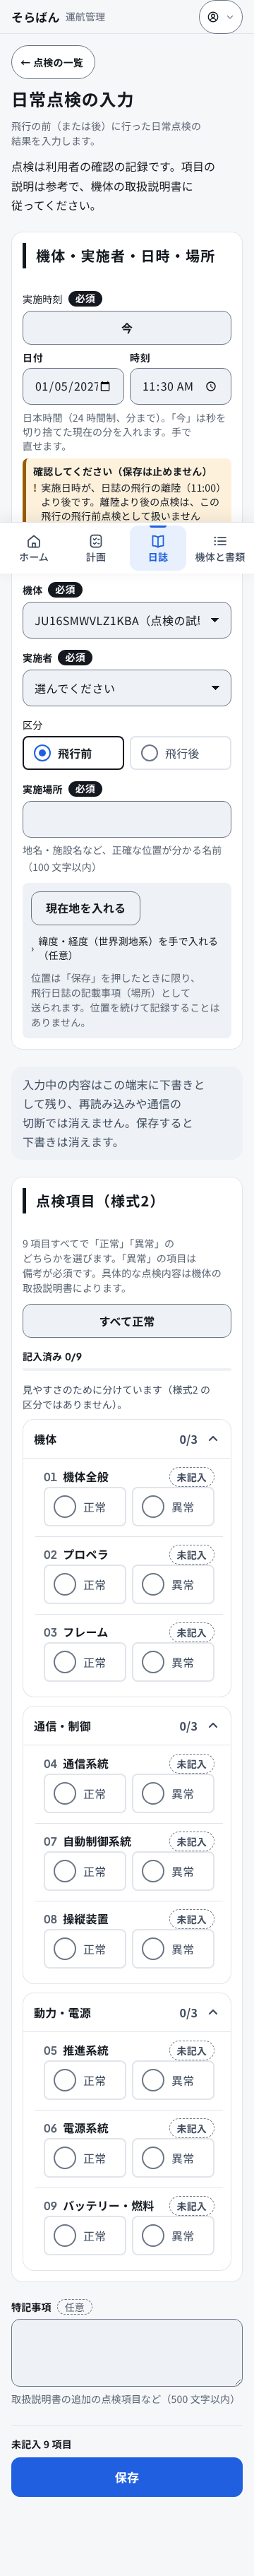 そらばん 運航管理
← 点検の一覧
日常点検の入力
飛行の前（または後）に行った日常点検の
結果を入力します。
点検は利用者の確認の記録です。項目の
説明は参考で、機体の取扱説明書に
従ってください。
機体・実施者・日時・場所
実施時刻 必須
今
日付 時刻
01/05/2027 11:30 AM
日本時間（24 時間制、分まで）。「今」は秒を
切り捨てた現在の分を入れます。手で
直せます。
確認してください（保存は止めません）
! 実施日時が、日誌の飛行の離陸（11:00）
より後です。離陸より後の点検は、この
飛行の飛行前点検として扱いません
ホーム 計画 日誌 機体と書類
機体 必須
JU16SMWVLZ1KBA（点検の試験
実施者 必須
選んでください
区分
飛行前 飛行後
実施場所 必須
地名・施設名など、正確な位置が分かる名前
（100 文字以内）
現在地を入れる
› 緯度・経度（世界測地系）を手で入れる
（任意）
位置は「保存」を押したときに限り、
飛行日誌の記載事項（場所）として
送られます。位置を続けて記録することは
ありません。
入力中の内容はこの端末に下書きと
して残り、再読み込みや通信の
切断では消えません。保存すると
下書きは消えます。
点検項目（様式2）
9 項目すべてで「正常」「異常」の
どちらかを選びます。「異常」の項目は
備考が必須です。具体的な点検内容は機体の
取扱説明書によります。
すべて正常
記入済み 0/9
見やすさのために分けています（様式2 の
区分ではありません）。
機体 0/3
01 機体全般 未記入
正常 異常
02 プロペラ 未記入
正常 異常
03 フレーム 未記入
正常 異常
通信・制御 0/3
04 通信系統 未記入
正常 異常
07 自動制御系統 未記入
正常 異常
08 操縦装置 未記入
正常 異常
動力・電源 0/3
05 推進系統 未記入
正常 異常
06 電源系統 未記入
正常 異常
09 バッテリー・燃料 未記入
正常 異常
特記事項 任意
取扱説明書の追加の点検項目など（500 文字以内）
未記入 9 項目
保存